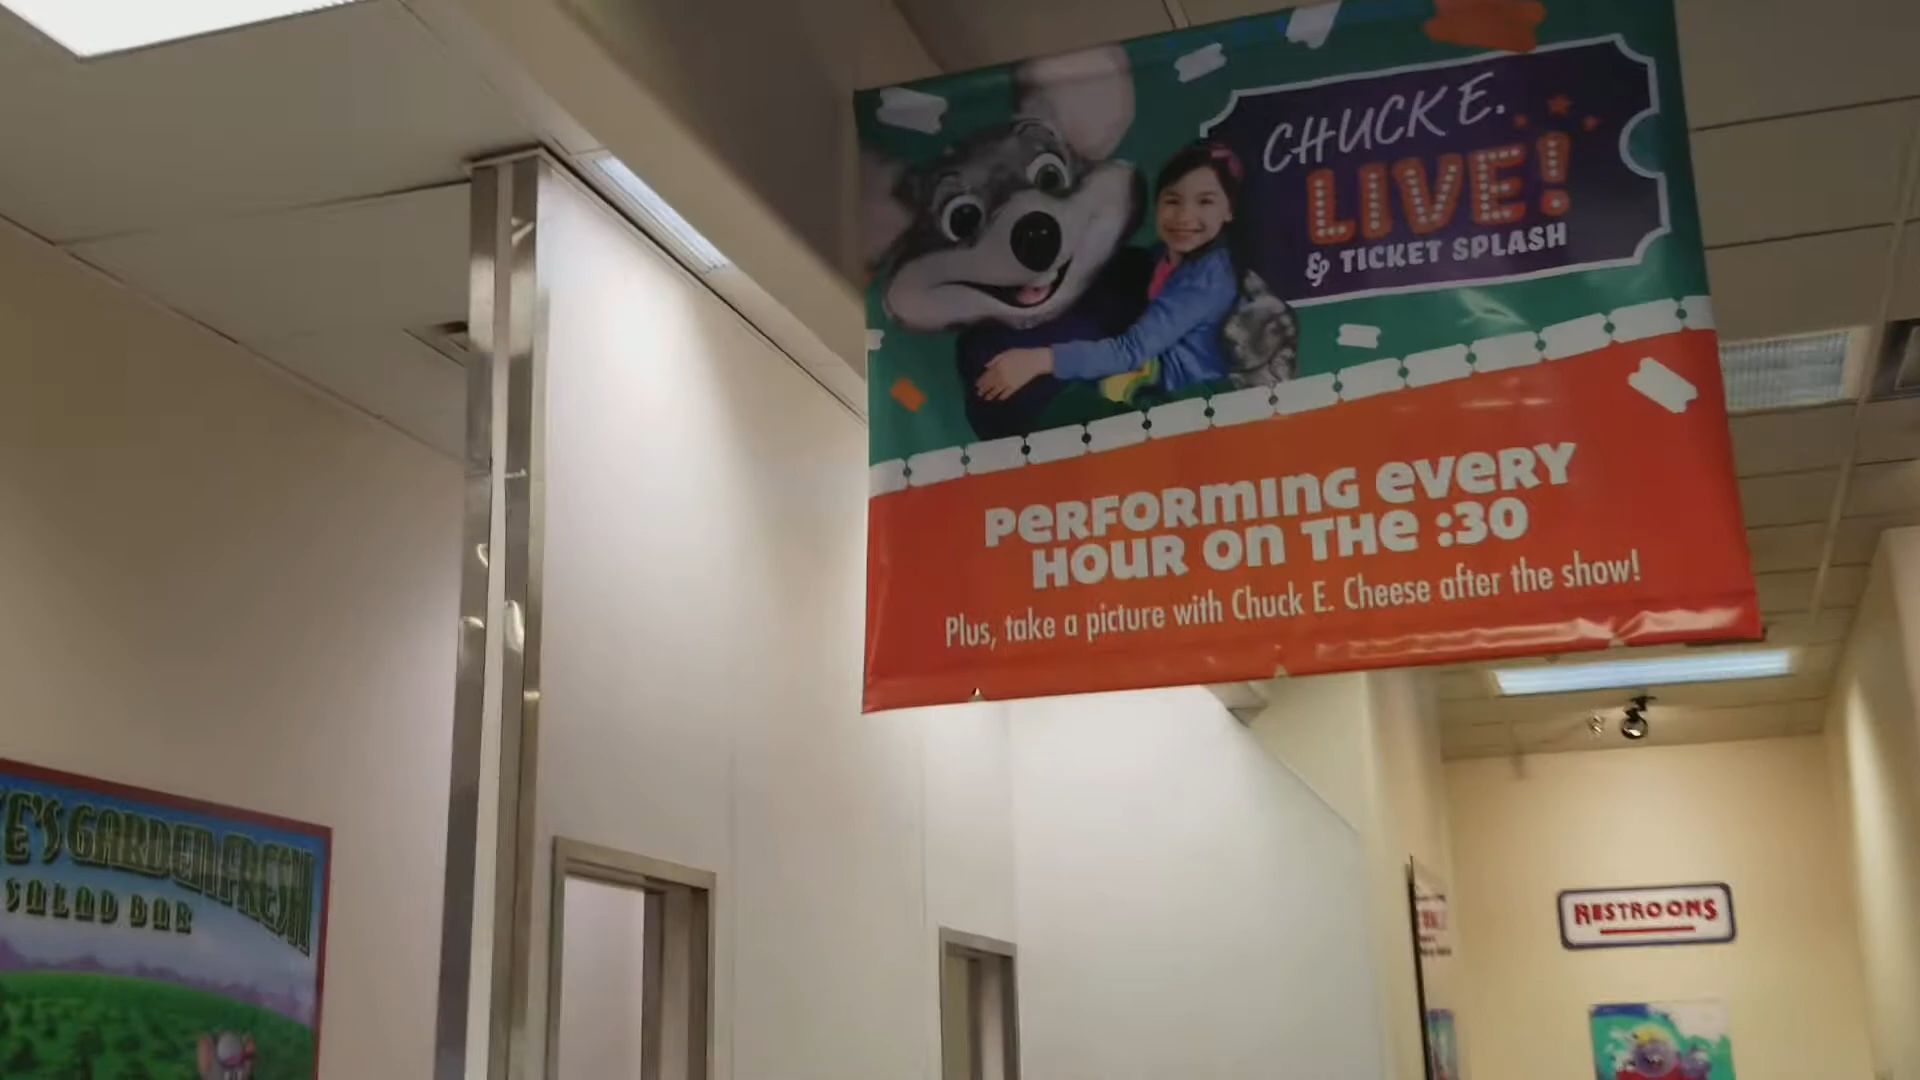 CHUCK E.
LIVE!
& TICKET SPLASH
PERFORMING EVERY
HOUR ON THE :30
Plus, take a picture with Chuck E. Cheese after the show!
GARDEN FRESH
SALAD BAR
RESTROOMS